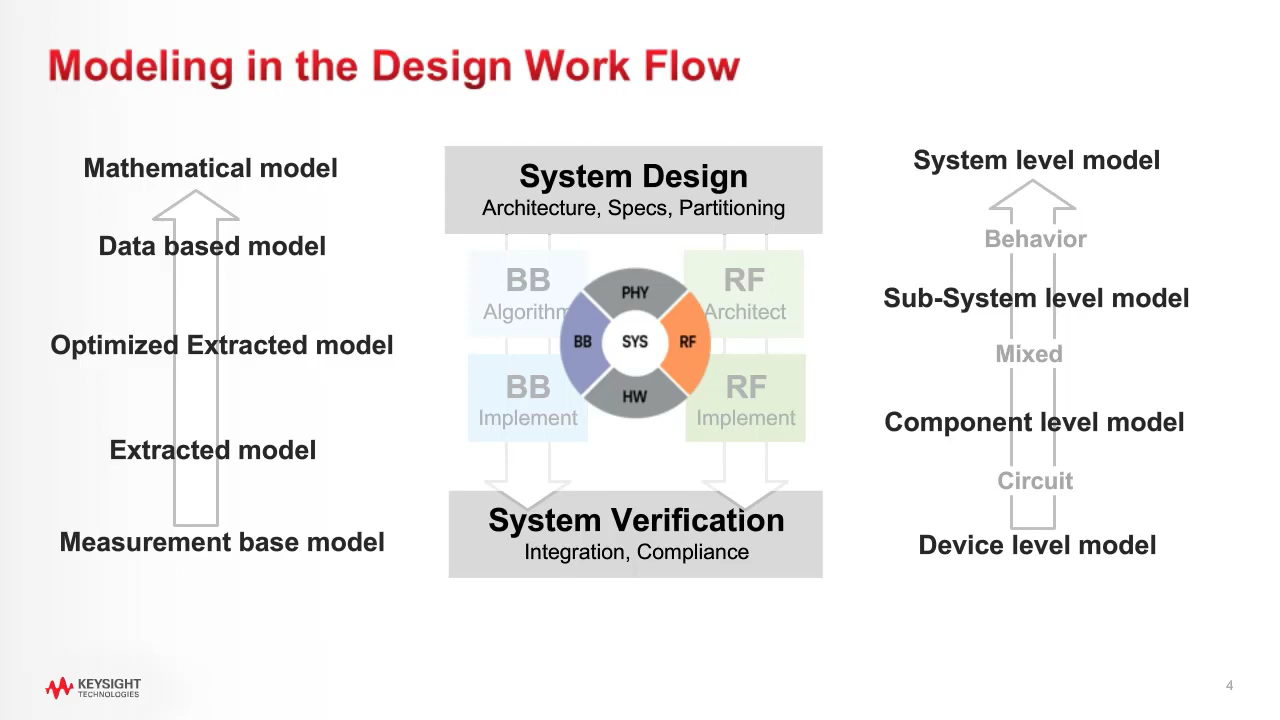 Modeling in the Design Work Flow
Mathematical model
Data based model
Optimized Extracted model
Extracted model
Measurement base model
System Design
Architecture, Specs, Partitioning
BB
Algorithm
RF
Architect
PHY
BB
SYS
RF
HW
BB
Implement
RF
Implement
System Verification
Integration, Compliance
System level model
Behavior
Sub-System level model
Mixed
Component level model
Circuit
Device level model
KEYSIGHT
TECHNOLOGIES
4